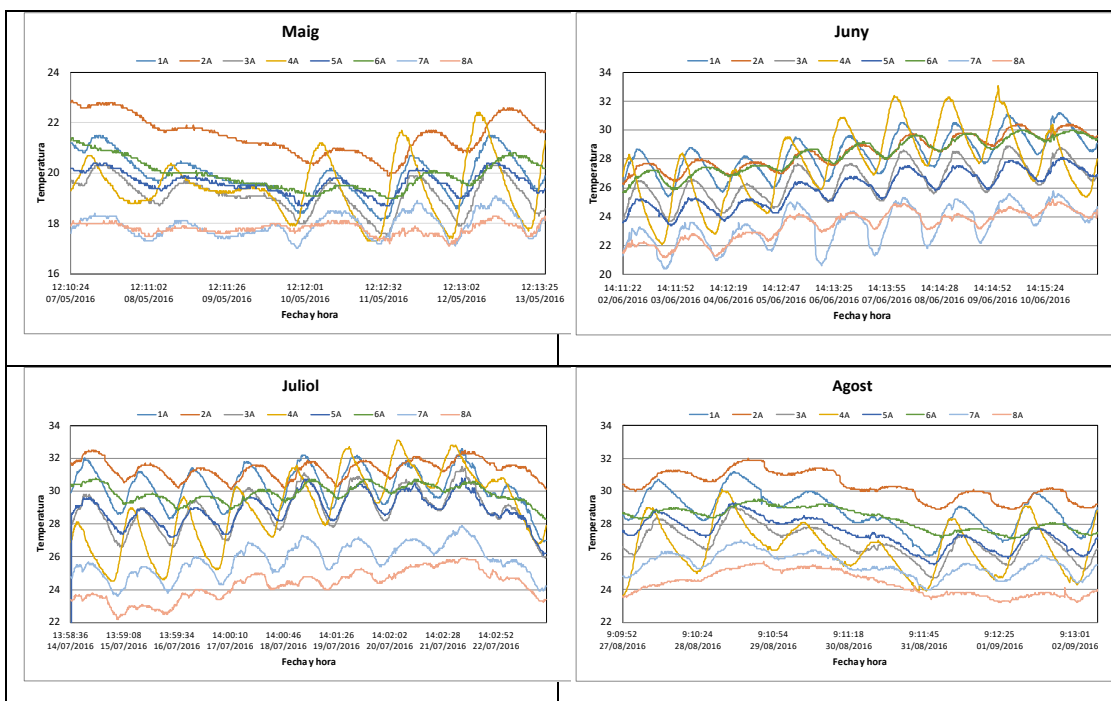 Maig
1A 2A 3A 4A 5A 6A 7A 8A
Temperatura
24
22
20
18
16
12:10:24 12:11:02 12:11:26 12:12:01 12:12:32 12:13:02 12:13:25
07/05/2016 08/05/2016 09/05/2016 10/05/2016 11/05/2016 12/05/2016 13/05/2016
Fecha y hora
Juny
1A 2A 3A 4A 5A 6A 7A 8A
Temperatura
34
32
30
28
26
24
22
20
14:11:22 14:11:52 14:12:19 14:12:47 14:13:25 14:13:55 14:14:28 14:14:52 14:15:24
02/06/2016 03/06/2016 04/06/2016 05/06/2016 06/06/2016 07/06/2016 08/06/2016 09/06/2016 10/06/2016
Fecha y hora
Juliol
1A 2A 3A 4A 5A 6A 7A 8A
Temperatura
34
32
30
28
26
24
22
13:58:36 13:59:08 13:59:34 14:00:10 14:00:46 14:01:26 14:02:02 14:02:28 14:02:52
14/07/2016 15/07/2016 16/07/2016 17/07/2016 18/07/2016 19/07/2016 20/07/2016 21/07/2016 22/07/2016
Fecha y hora
Agost
1A 2A 3A 4A 5A 6A 7A 8A
Temperatura
34
32
30
28
26
24
22
9:09:52 9:10:24 9:10:54 9:11:18 9:11:45 9:12:25 9:13:01
27/08/2016 28/08/2016 29/08/2016 30/08/2016 31/08/2016 01/09/2016 02/09/2016
Fecha y hora